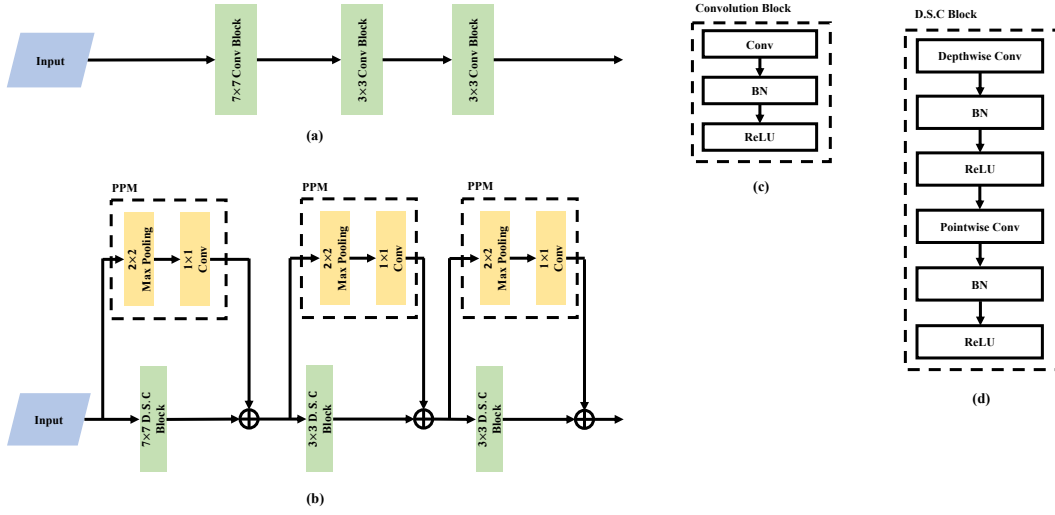 Input
7×7 Conv Block
3×3 Conv Block
3×3 Conv Block
(a)
PPM
2×2
Max Pooling
1×1
Conv
PPM
2×2
Max Pooling
1×1
Conv
PPM
2×2
Max Pooling
1×1
Conv
Input
7×7 D.S.C
Block
3×3 D.S.C
Block
3×3 D.S.C
Block
(b)
Convolution Block
Conv
BN
ReLU
(c)
D.S.C Block
Depthwise Conv
BN
ReLU
Pointwise Conv
BN
ReLU
(d)